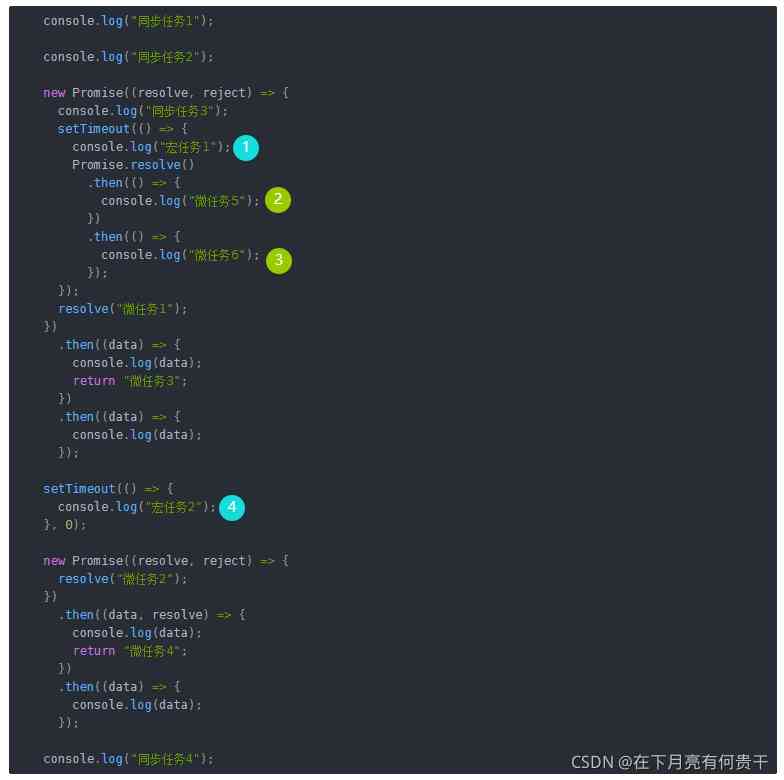 console.log("同步任务1");
console.log("同步任务2");
new Promise((resolve, reject) => {
console.log("同步任务3");
setTimeout(() => {
console.log("宏任务1"); 1
Promise.resolve()
.then(() => {
console.log("微任务5"); 2
})
.then(() => {
console.log("微任务6"); 3
});
});
resolve("微任务1");
})
.then((data) => {
console.log(data);
return "微任务3";
})
.then((data) => {
console.log(data);
});
setTimeout(() => {
console.log("宏任务2"); 4
}, 0);
new Promise((resolve, reject) => {
resolve("微任务2");
})
.then((data, resolve) => {
console.log(data);
return "微任务4";
})
.then((data) => {
console.log(data);
});
console.log("同步任务4");
CSDN @在下月亮有何贵干